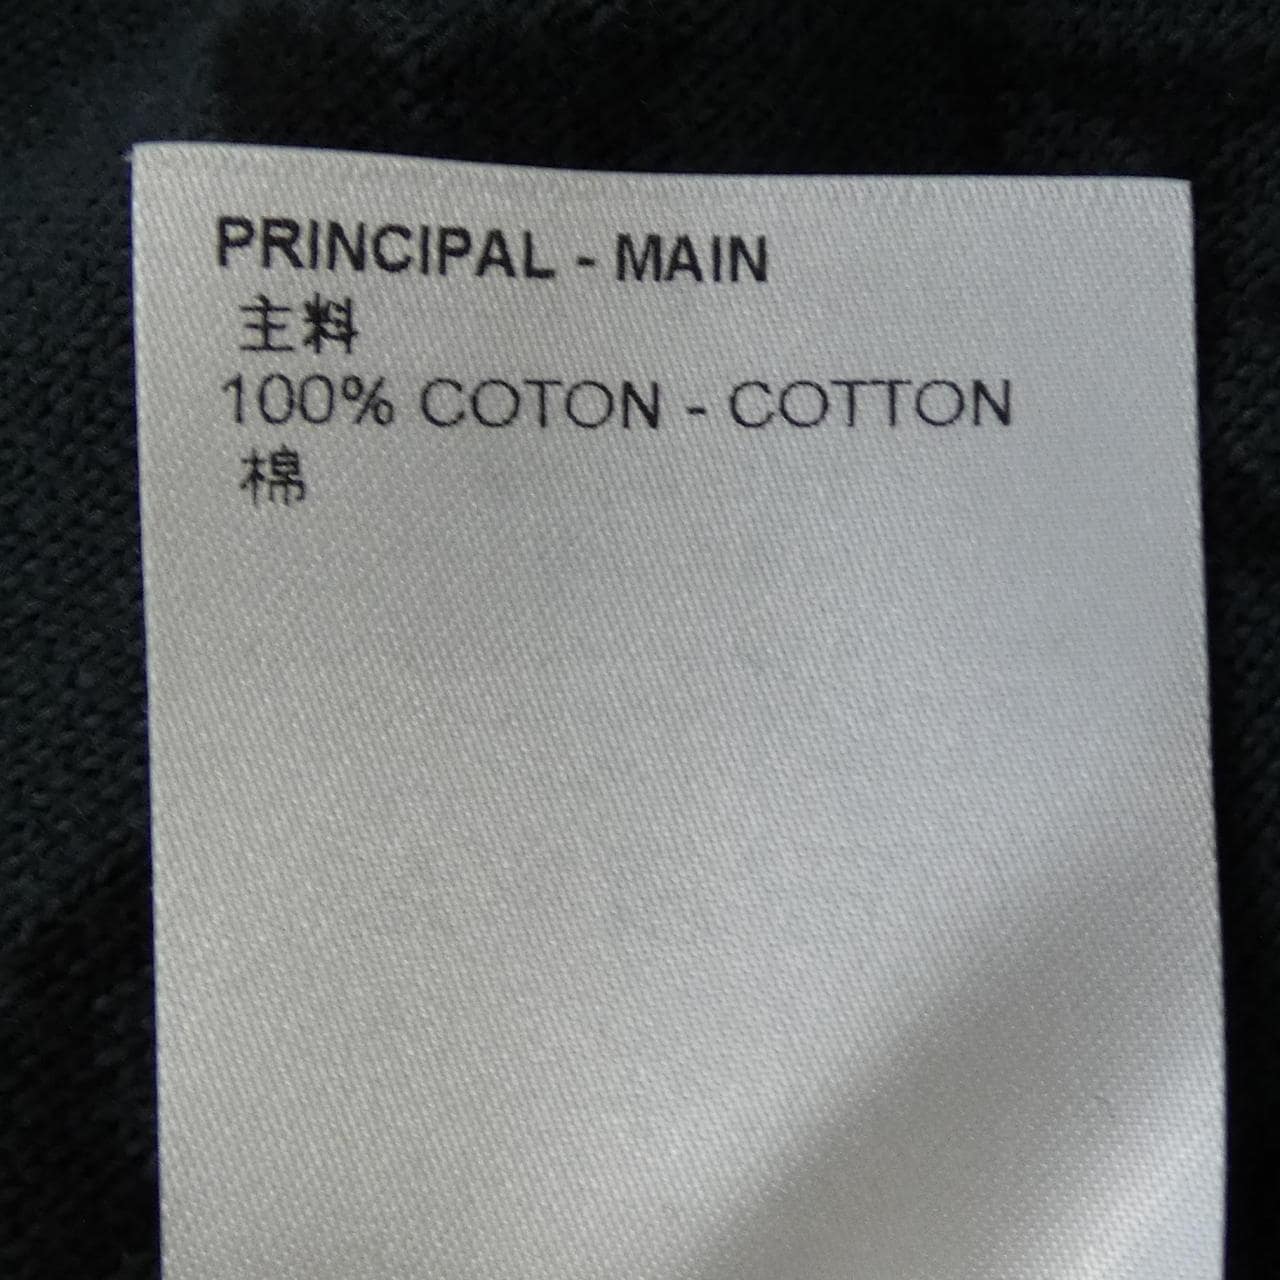 PRINCIPAL - MAIN
主料
100% COTON - COTTON
棉